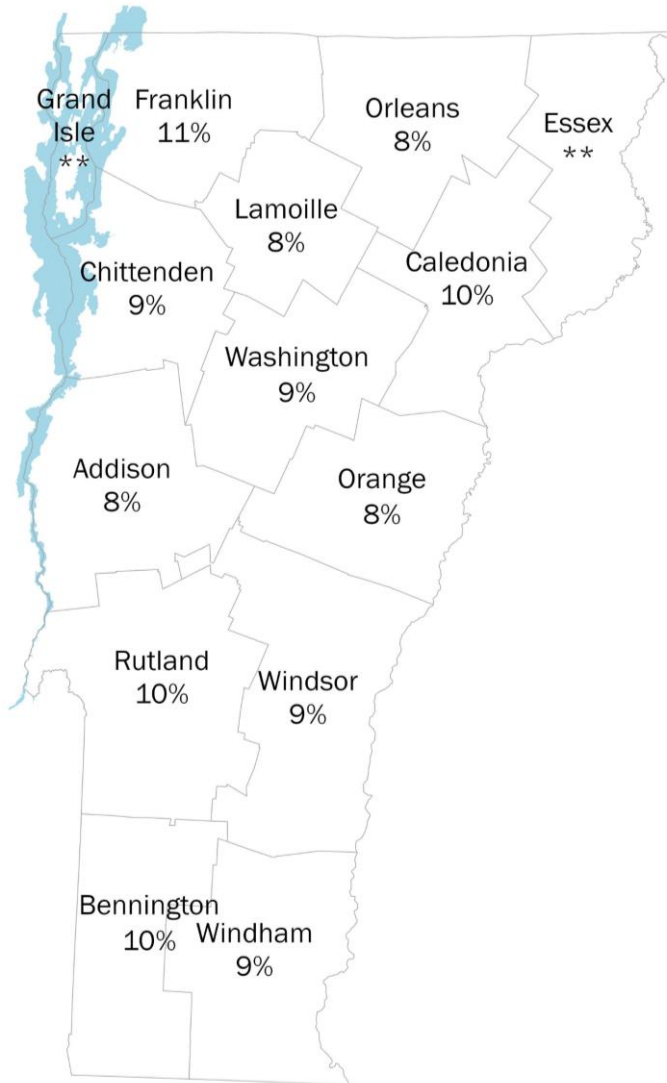 Grand
Isle
**
Franklin
11%
Orleans
8%
Essex
**
Lamoille
8%
Chittenden
9%
Caledonia
10%
Washington
9%
Addison
8%
Orange
8%
Rutland
10%
Windsor
9%
Bennington
10%
Windham
9%